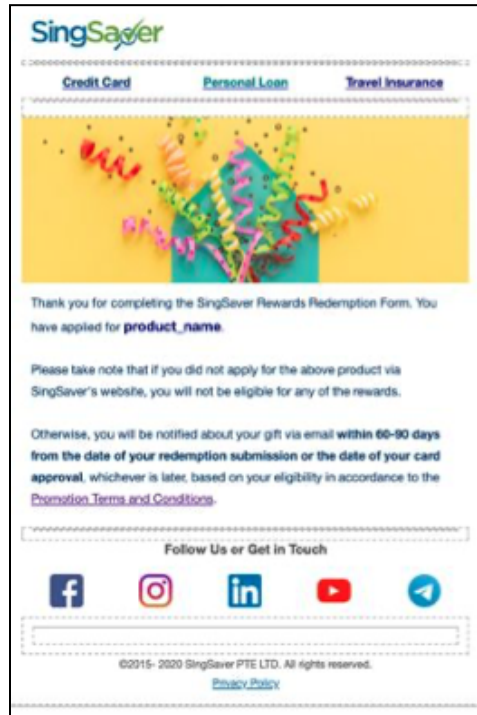 SingSaver
Credit Card Personal Loan Travel Insurance
Thank you for completing the SingSaver Rewards Redemption Form. You
have applied for product_name.
Please take note that if you did not apply for the above product via
SingSaver's website, you will not be eligible for any of the rewards.
Otherwise, you will be notified about your gift via email within 60-90 days
from the date of your redemption submission or the date of your card
approval, whichever is later, based on your eligibility in accordance to the
Promotion Terms and Conditions.
Follow Us or Get in Touch
©2015- 2020 SingSaver PTE LTD. All rights reserved.
Privacy Policy